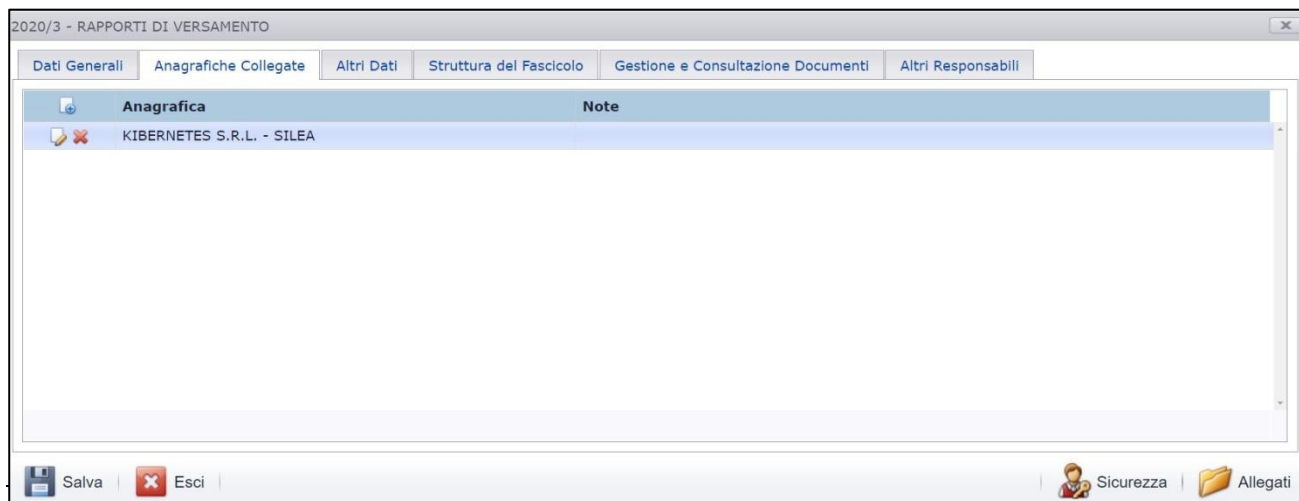 2020/3 - RAPPORTI DI VERSAMENTO
Dati Generali Anagrafiche Collegate Altri Dati Struttura del Fascicolo Gestione e Consultazione Documenti Altri Responsabili
Anagrafica Note
KIBERNETES S.R.L. - SILEA
Salva Esci Sicurezza Allegati